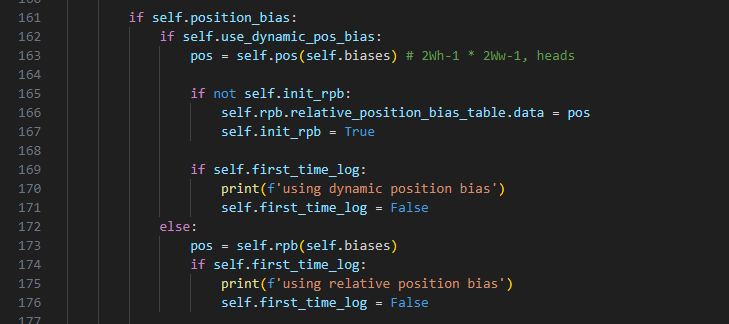 161 if self.position_bias:
162 if self.use_dynamic_pos_bias:
163 pos = self.pos(self.biases) # 2Wh-1 * 2Ww-1, heads
164
165 if not self.init_rpb:
166 self.rpb.relative_position_bias_table.data = pos
167 self.init_rpb = True
168
169 if self.first_time_log:
170 print(f'using dynamic position bias')
171 self.first_time_log = False
172 else:
173 pos = self.rpb(self.biases)
174 if self.first_time_log:
175 print(f'using relative position bias')
176 self.first_time_log = False
177